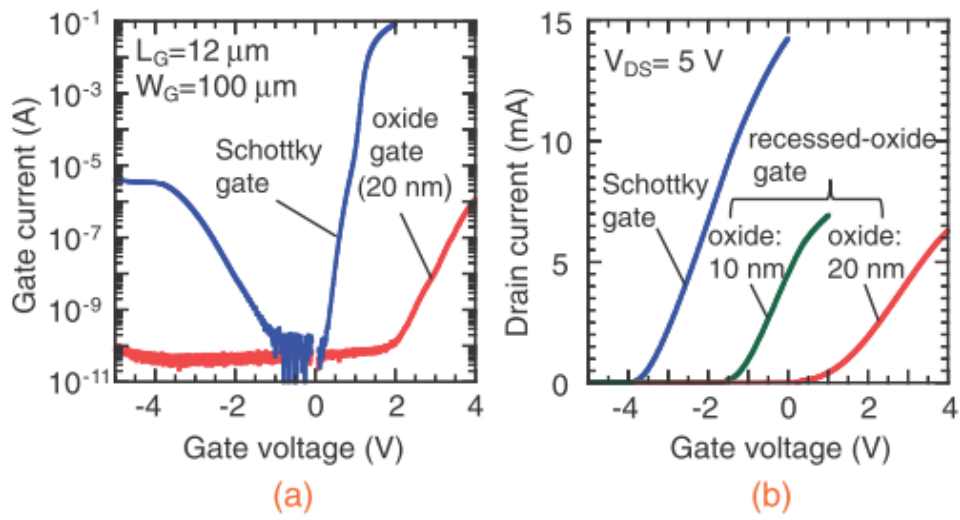 Gate current (A)
10⁻¹
10⁻³
10⁻⁵
10⁻⁷
10⁻⁹
10⁻¹¹
L_G=12 μm
W_G=100 μm
Schottky
gate
oxide
gate
(20 nm)
-4 -2 0 2 4
Gate voltage (V)
(a)
Drain current (mA)
15
10
5
0
V_DS= 5 V
Schottky
gate
recessed-oxide
gate
oxide:
10 nm
oxide:
20 nm
-4 -2 0 2 4
Gate voltage (V)
(b)